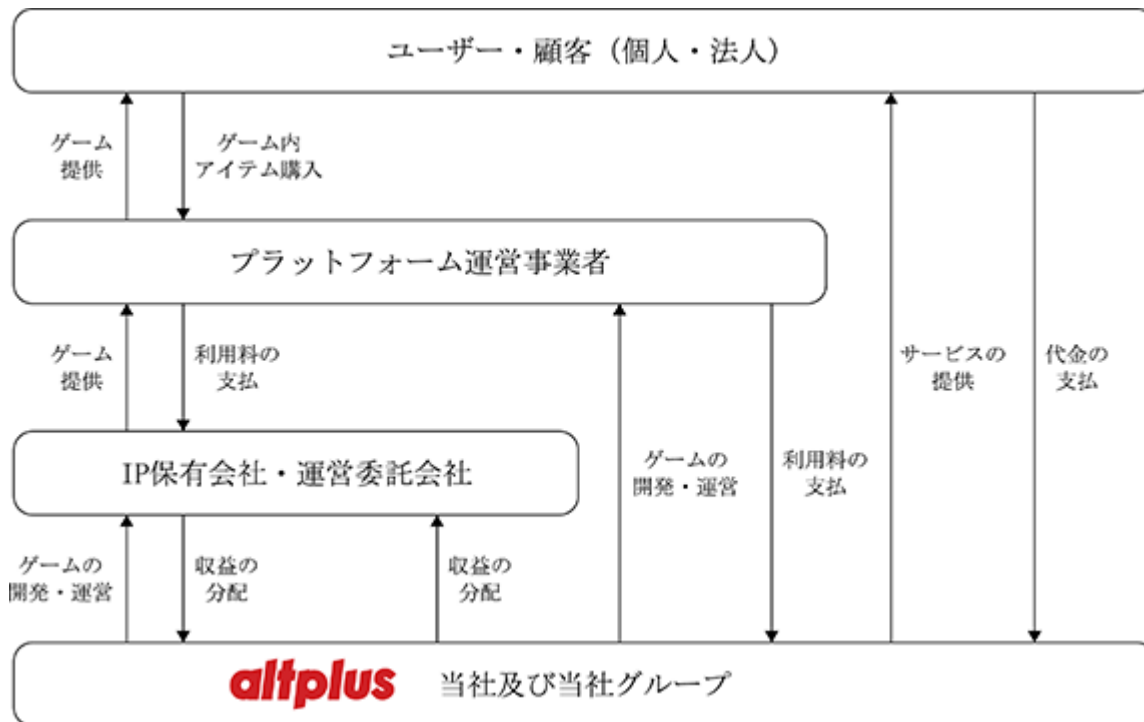 ユーザー・顧客（個人・法人）
ゲーム
提供
ゲーム内
アイテム購入
プラットフォーム運営事業者
ゲーム
提供
利用料の
支払
サービスの
提供
代金の
支払
IP保有会社・運営委託会社
ゲームの
開発・運営
利用料の
支払
ゲームの
開発・運営
収益の
分配
収益の
分配
altplus 当社及び当社グループ